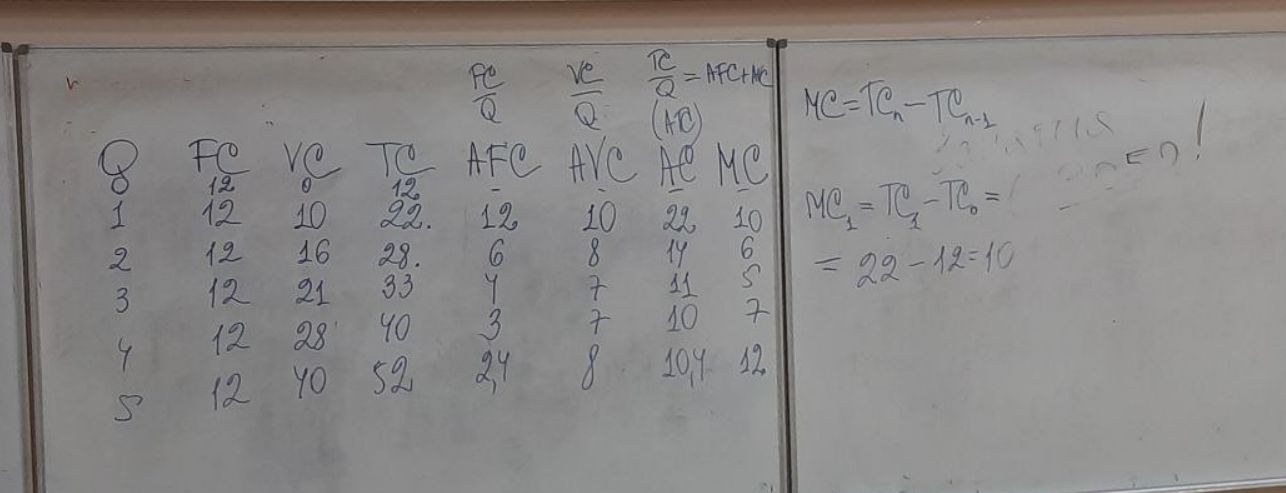 FC/Q VC/Q TC/Q = AFC+AVC
(ATC)
Q FC VC TC AFC AVC AC MC
0 12 0 12 - - - -
1 12 10 22. 12 10 22 10
2 12 16 28. 6 8 14 6
3 12 21 33 4 7 11 5
4 12 28 40 3 7 10 7
5 12 40 52 2,4 8 10,4 12
MC = TCₙ - TCₙ₋₁
MC₁ = TC₁ - TC₀ =
= 22 - 12 = 10